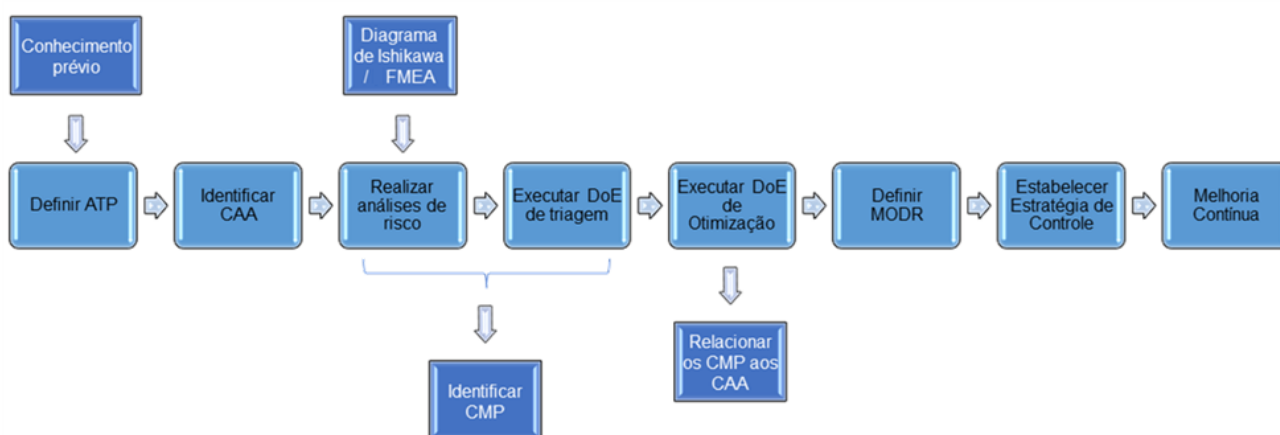 Conhecimento
prévio
Diagrama
de Ishikawa
/ FMEA
Definir ATP
Identificar
CAA
Realizar
análises de
risco
Executar DoE
de triagem
Executar DoE
de
Otimização
Definir
MODR
Estabelecer
Estratégia de
Controle
Melhoria
Contínua
Identificar
CMP
Relacionar
os CMP aos
CAA